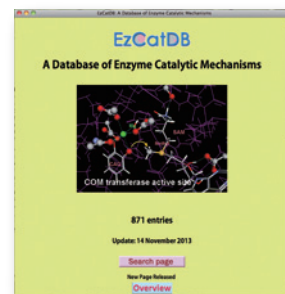 EzCatDB: A Database of Enzyme Catalytic Mechanisms
EzCatDB
A Database of Enzyme Catalytic Mechanisms
SAM
COM transferase active site
871 entries
Update: 14 November 2013
Search page
New Page Released
Overview